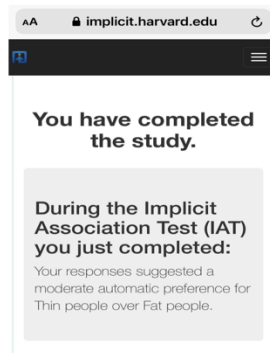 AA implicit.harvard.edu
You have completed
the study.
During the Implicit
Association Test (IAT)
you just completed:
Your responses suggested a
moderate automatic preference for
Thin people over Fat people.